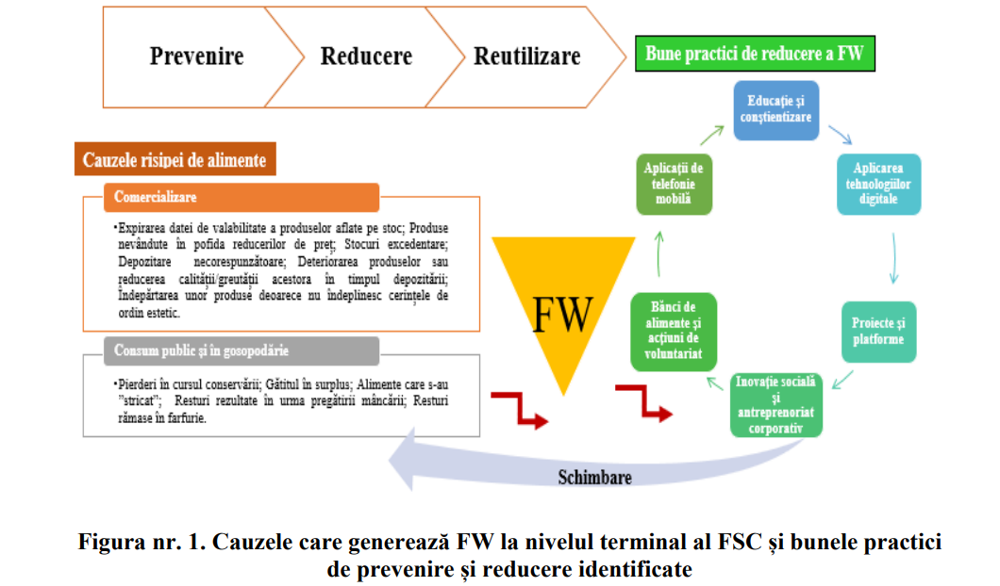 Prevenire
Reducere
Reutilizare
Bune practici de reducere a FW
Educație și
conștientizare
Aplicarea
tehnologiilor
digitale
Proiecte și
platforme
Inovație socială
și
antreprenoriat
corporativ
Bănci de
alimente și
acțiuni de
voluntariat
Aplicații de
telefonie
mobilă
Cauzele risipei de alimente
Comercializare
•Expirarea datei de valabilitate a produselor aflate pe stoc; Produse
nevândute în pofida reducerilor de preț; Stocuri excedentare;
Depozitare necorespunzătoare; Deteriorarea produselor sau
reducerea calității/greutății acestora în timpul depozitării;
Îndepărtarea unor produse deoarece nu îndeplinesc cerințele de
ordin estetic.
Consum public și în gosopodărie
•Pierderi în cursul conservării; Gătitul în surplus; Alimente care s-au
"stricat"; Resturi rezultate în urma pregătirii mâncării; Resturi
rămase în farfurie.
FW
Schimbare
Figura nr. 1. Cauzele care generează FW la nivelul terminal al FSC și bunele practici
de prevenire și reducere identificate